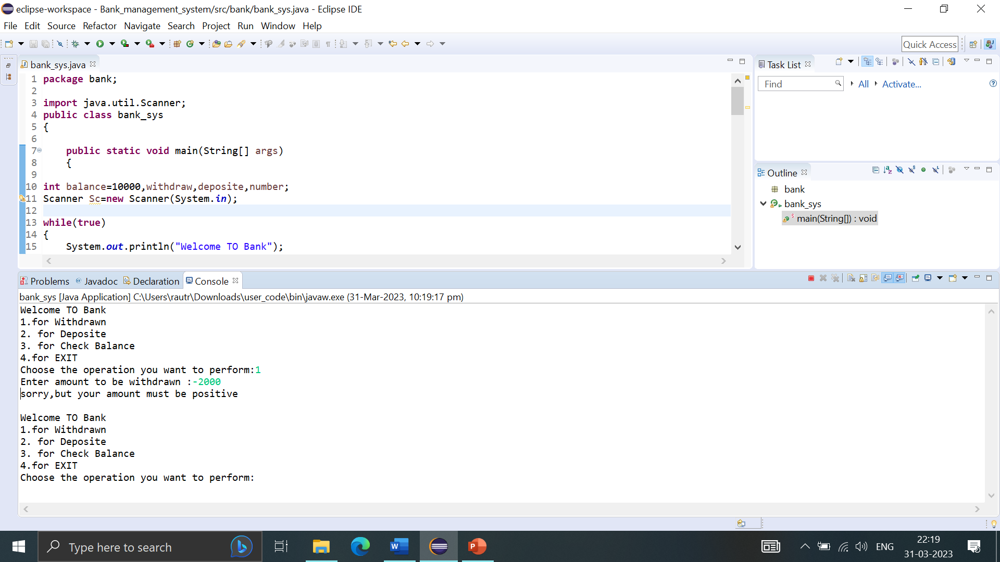 eclipse-workspace - Bank_management_system/src/bank/bank_sys.java - Eclipse IDE
File Edit Source Refactor Navigate Search Project Run Window Help
Quick Access
bank_sys.java
1 package bank;
2
3 import java.util.Scanner;
4 public class bank_sys
5 {
6
7 public static void main(String[] args)
8 {
9
10 int balance=10000,withdraw,deposite,number;
11 Scanner Sc=new Scanner(System.in);
12
13 while(true)
14 {
15 System.out.println("Welcome TO Bank");
Task List
Find All Activate...
Outline
bank
bank_sys
main(String[]) : void
Problems Javadoc Declaration Console
bank_sys [Java Application] C:\Users\rautr\Downloads\user_code\bin\javaw.exe (31-Mar-2023, 10:19:17 pm)
Welcome TO Bank
1.for Withdrawn
2. for Deposite
3. for Check Balance
4.for EXIT
Choose the operation you want to perform:1
Enter amount to be withdrawn :-2000
sorry,but your amount must be positive
Welcome TO Bank
1.for Withdrawn
2. for Deposite
3. for Check Balance
4.for EXIT
Choose the operation you want to perform:
Type here to search
ENG
22:19
31-03-2023